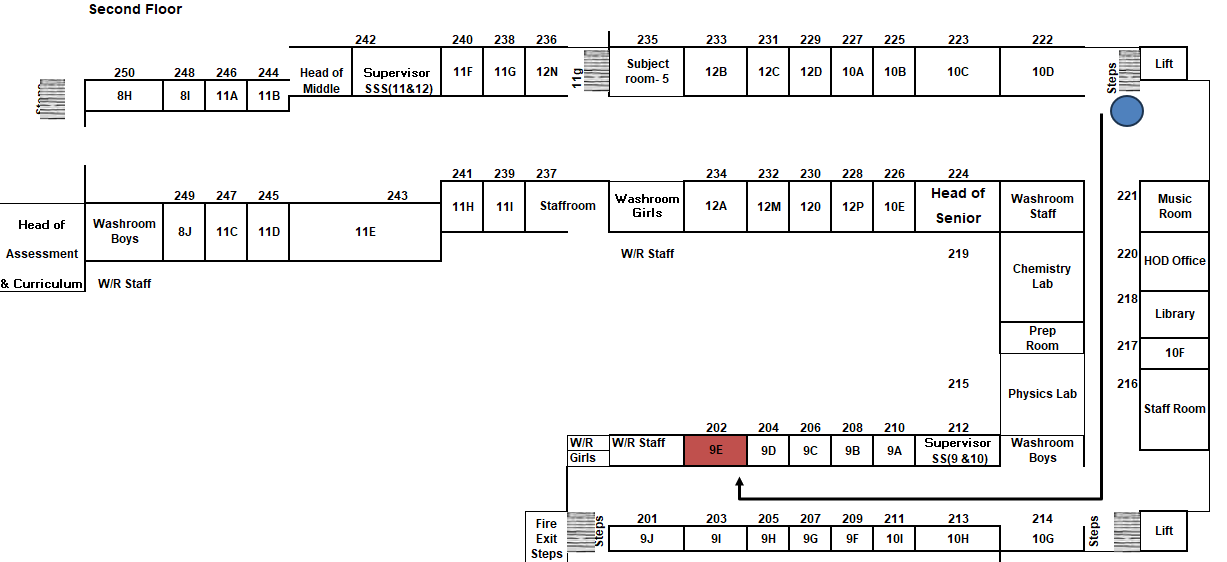 Second Floor
242 240 238 236 235 233 231 229 227 225 223 222
250 248 246 244
Head of
Middle
Supervisor
SSS(11&12)
11F 11G 12N
11g
Subject
room- 5
12B 12C 12D 10A 10B 10C 10D
Steps
Lift
8H 8I 11A 11B
241 239 237 234 232 230 228 226 224
249 247 245 243
221
Head of
Assessment
& Curriculum
Washroom
Boys
8J 11C 11D 11E
11H 11I Staffroom
Washroom
Girls
12A 12M 120 12P 10E
Head of
Senior
Washroom
Staff
Music
Room
W/R Staff
W/R Staff
219
Chemistry
Lab
220
HOD Office
218
Library
Prep
Room
217
10F
215
Physics Lab
216
Staff Room
202 204 206 208 210 212
W/R
Girls
W/R Staff
9E 9D 9C 9B 9A
Supervisor
SS(9 &10)
Washroom
Boys
201 203 205 207 209 211 213 214
Fire
Exit
Steps
Steps
9J 9I 9H 9G 9F 10I 10H 10G
Steps
Lift